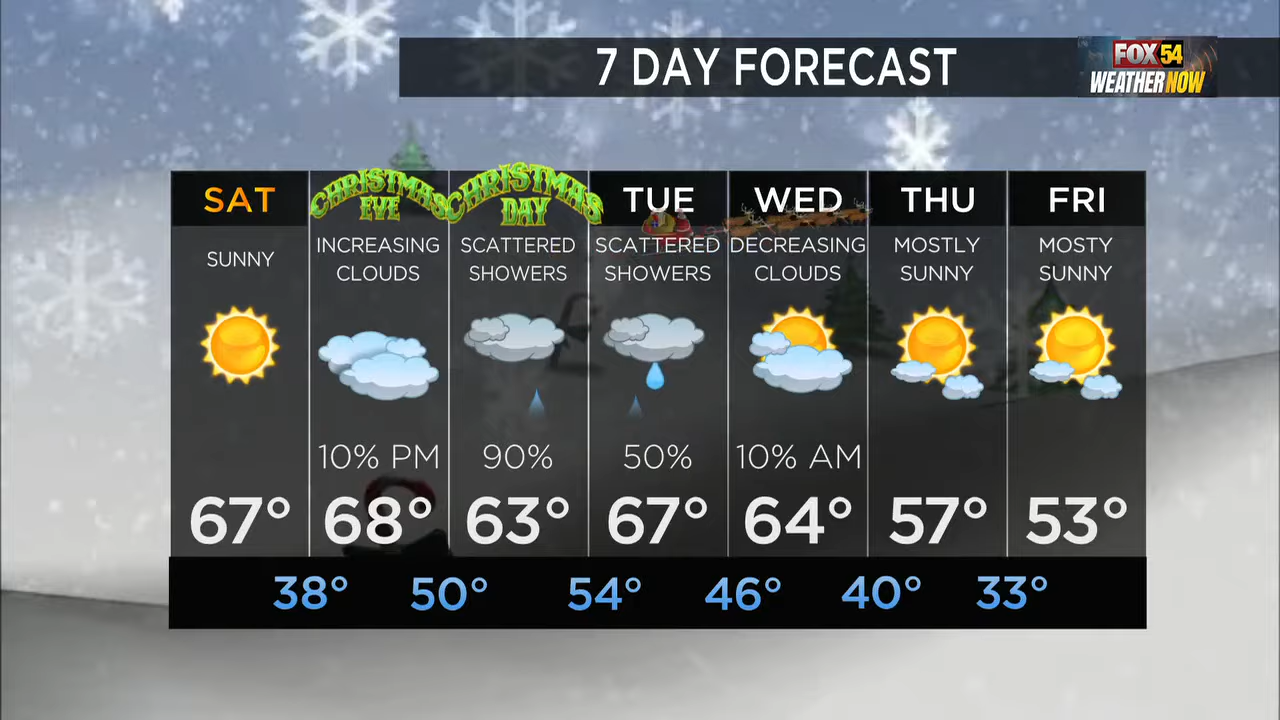 7 DAY FORECAST
FOX 54
WEATHER NOW
SAT
SUNNY
67°
CHRISTMAS
EVE
INCREASING
CLOUDS
10% PM
68°
CHRISTMAS
DAY
SCATTERED
SHOWERS
90%
63°
TUE
SCATTERED
SHOWERS
50%
67°
WED
DECREASING
CLOUDS
10% AM
64°
THU
MOSTLY
SUNNY
57°
FRI
MOSTY
SUNNY
53°
38° 50° 54° 46° 40° 33°